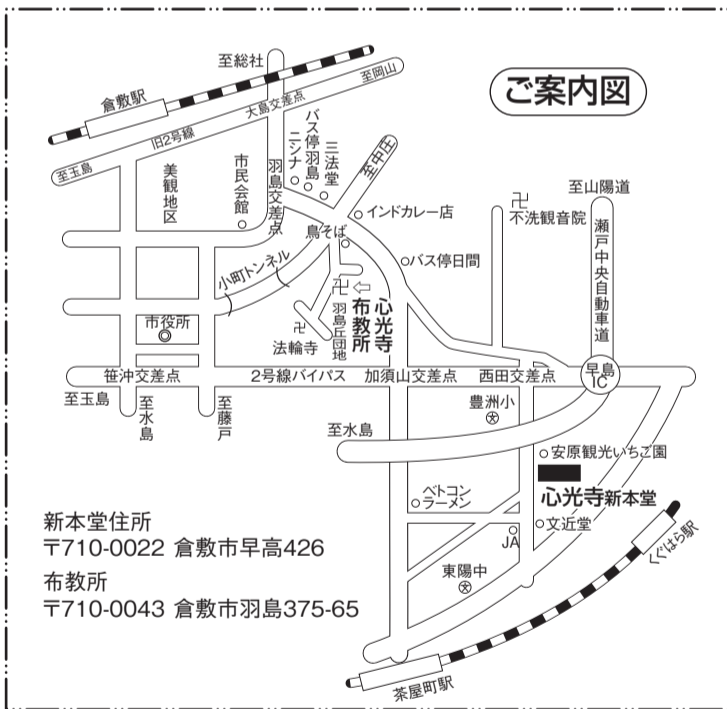 ご案内図
至総社
至岡山
倉敷駅
大島交差点
旧2号線
至玉島
美観地区
市民会館
羽島交差点
ニシナ
バス停羽島
三法堂
至中庄
インドカレー店
鳥そば
バス停日間
不洗観音院
至山陽道
瀬戸中央自動車道
小町トンネル
市役所
法輪寺
羽島丘団地
心光寺
布教所
笹沖交差点
2号線バイパス
加須山交差点
西田交差点
早島
IC
至玉島
至水島
至藤戸
至水島
豊洲小
安原観光いちご園
心光寺新本堂
ベトコン
ラーメン
文近堂
JA
東陽中
くぐはら駅
茶屋町駅
新本堂住所
〒710-0022 倉敷市早高426
布教所
〒710-0043 倉敷市羽島375-65